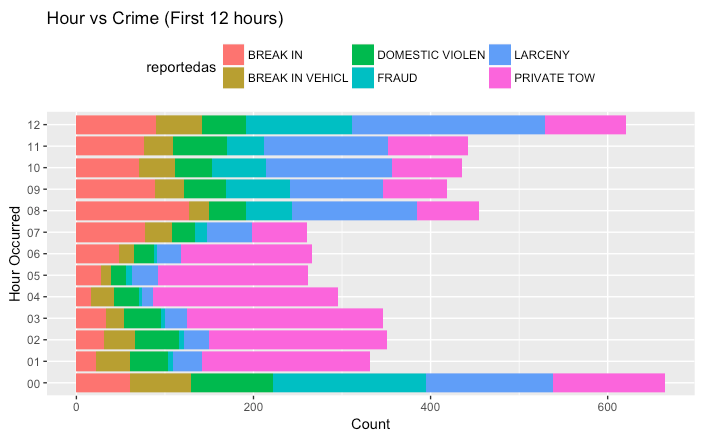 Hour vs Crime (First 12 hours)
reportedas
BREAK IN
DOMESTIC VIOLEN
LARCENY
BREAK IN VEHICL
FRAUD
PRIVATE TOW
Hour Occurred
12
11
10
09
08
07
06
05
04
03
02
01
00
0
200
400
600
Count